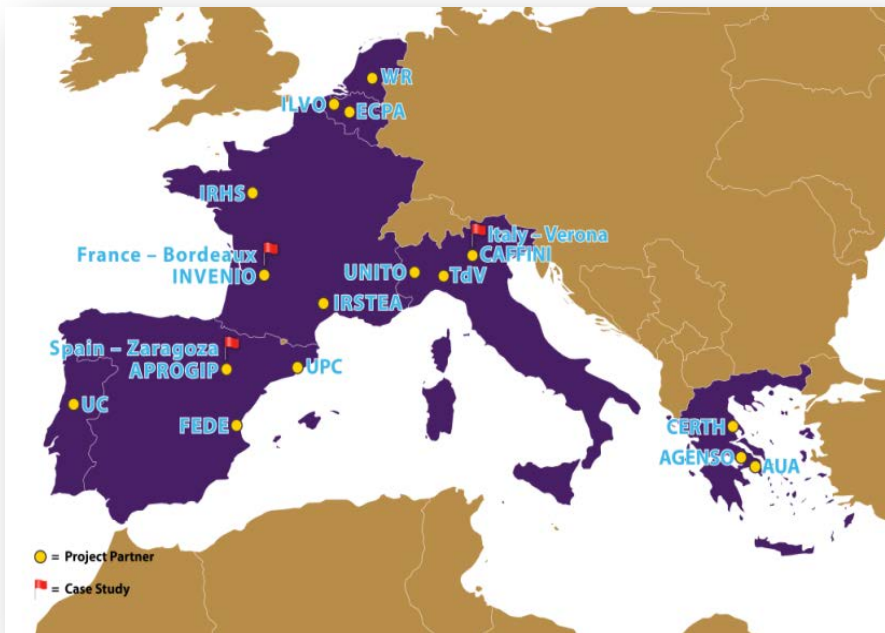 WR
ILVO
ECPA
IRHS
France – Bordeaux
INVENIO
Italy – Verona
CAFFINI
UNITO
TdV
IRSTEA
Spain – Zaragoza
APROGIP
UPC
UC
FEDE
CERTH
AGENSO
AUA
= Project Partner
= Case Study